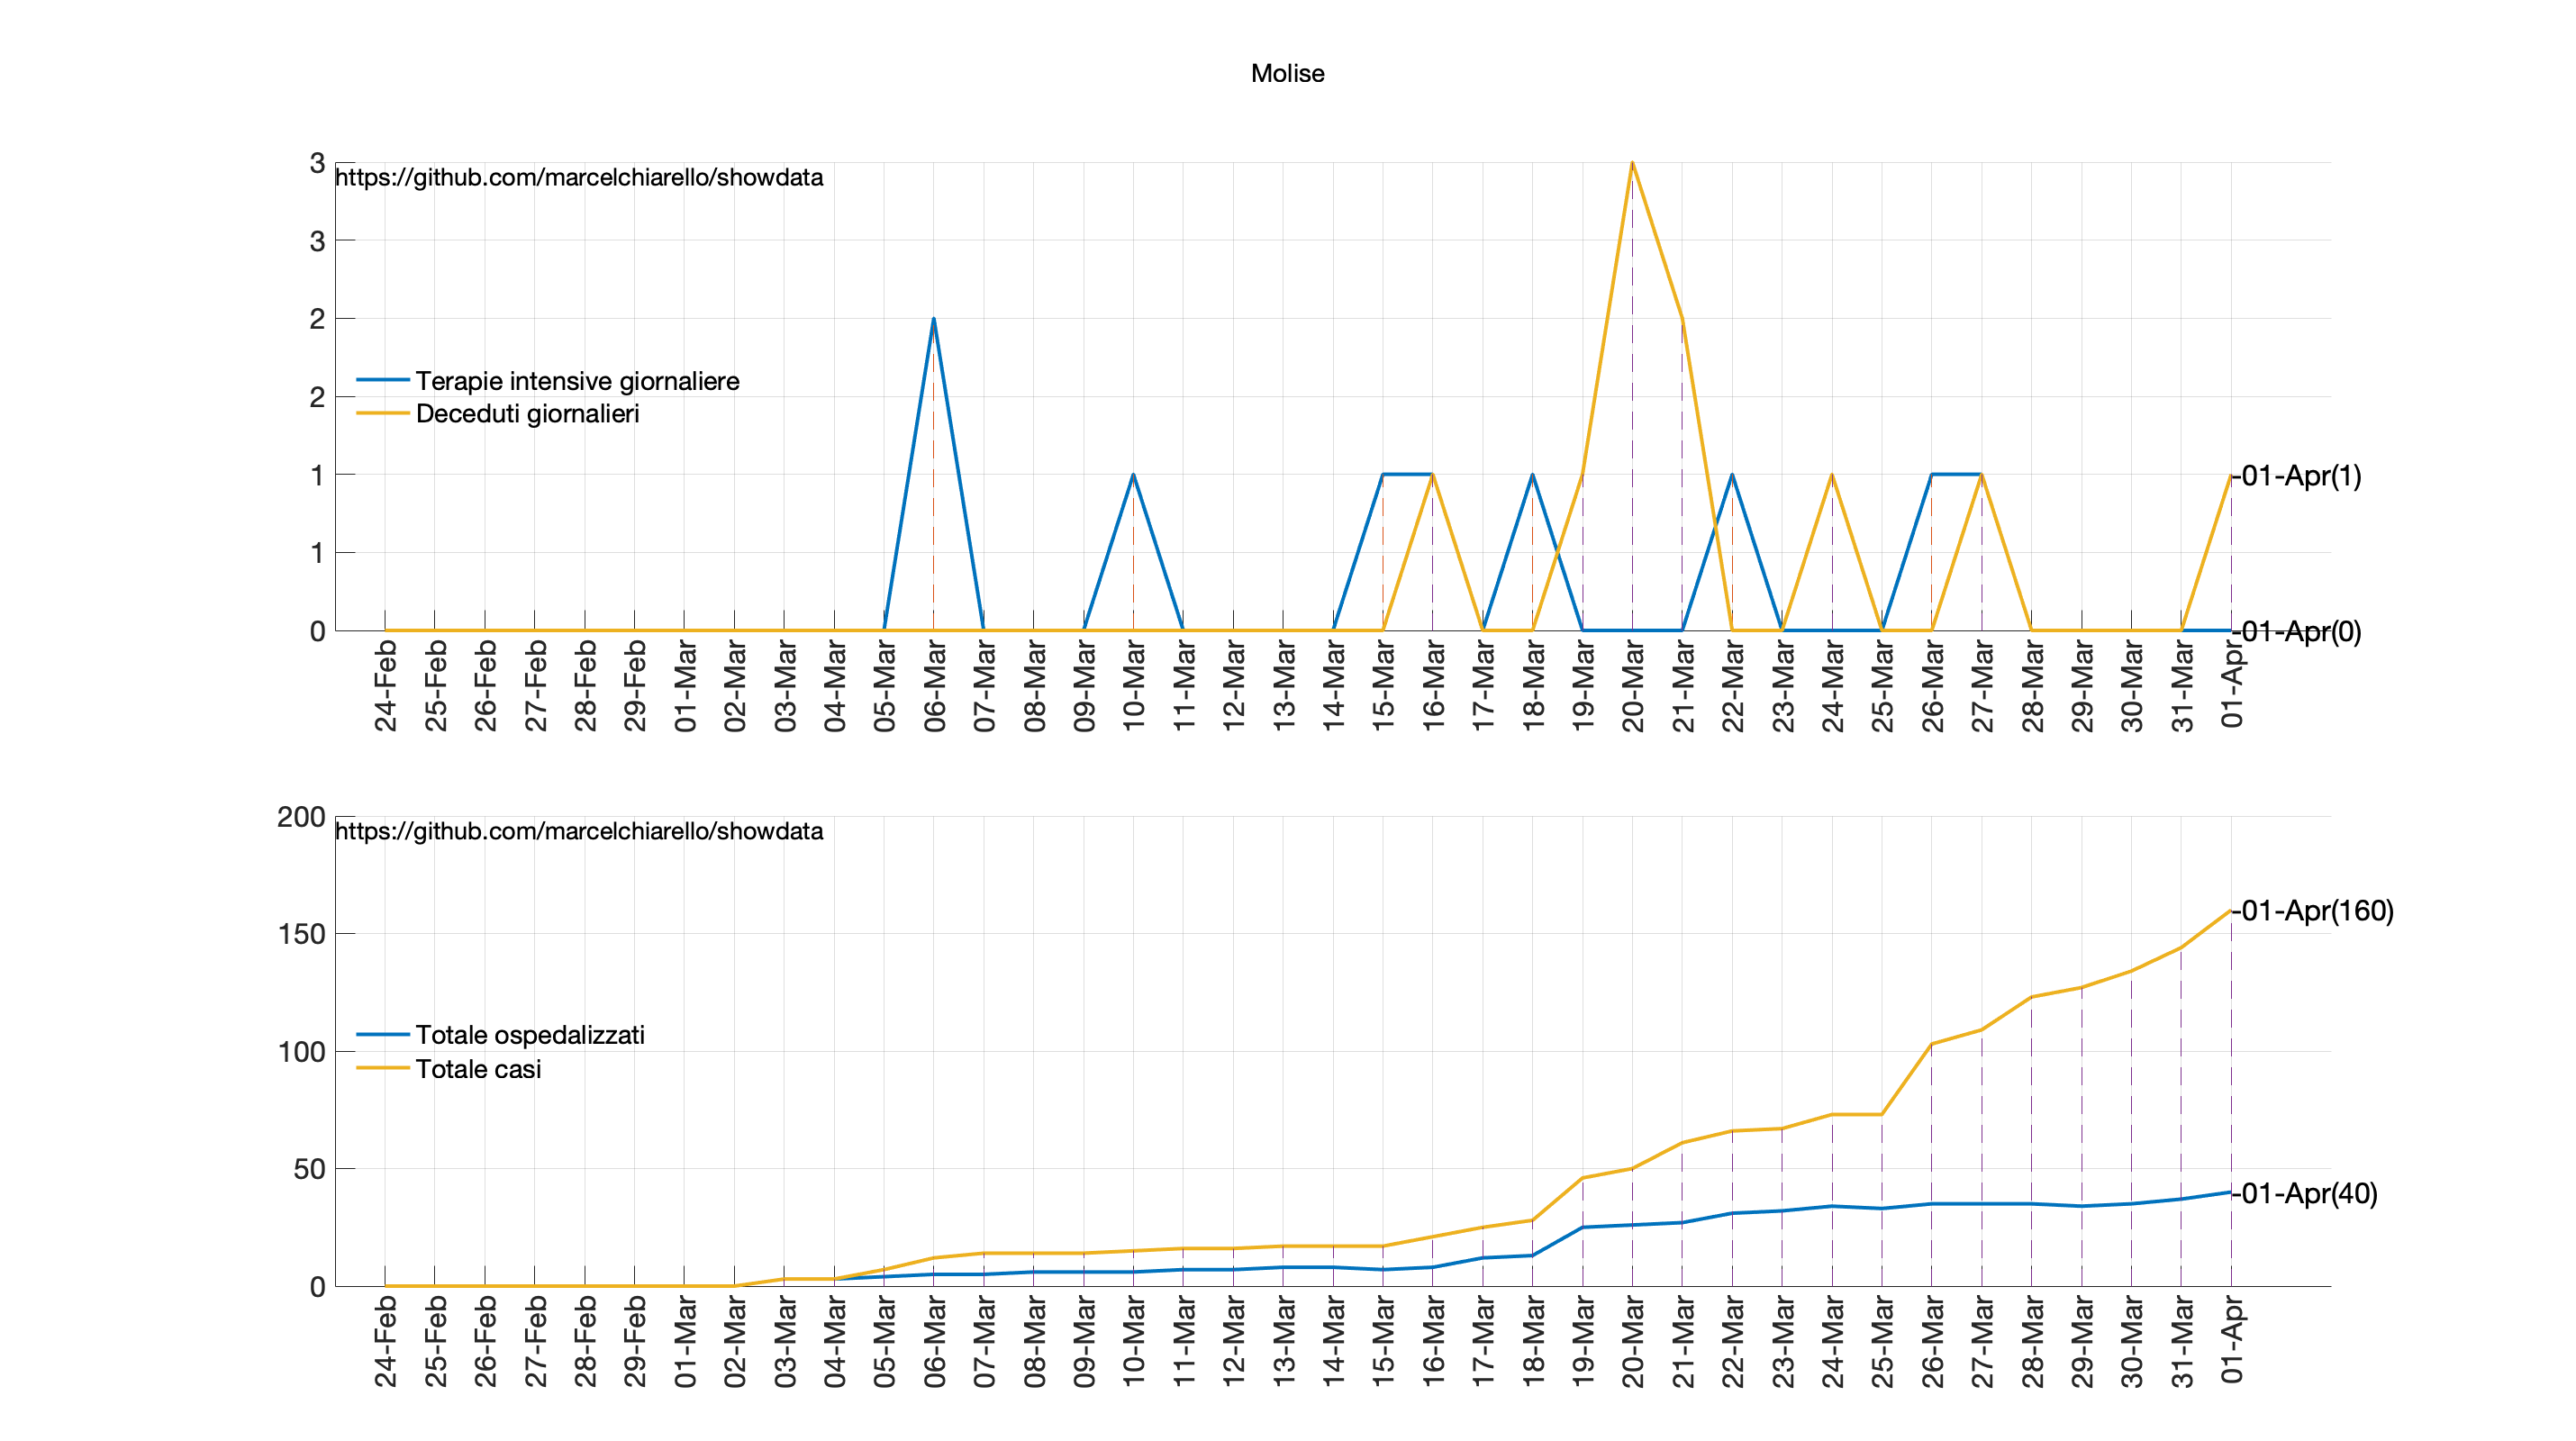 Molise
3
https://github.com/marcelchiarello/showdata
3
2
Terapie intensive giornaliere
2
Deceduti giornalieri
1
-01-Apr(1)
1
0
-01-Apr(0)
24-Feb
25-Feb
26-Feb
27-Feb
28-Feb
29-Feb
01-Mar
02-Mar
03-Mar
04-Mar
05-Mar
06-Mar
07-Mar
08-Mar
09-Mar
10-Mar
11-Mar
12-Mar
13-Mar
14-Mar
15-Mar
16-Mar
17-Mar
18-Mar
19-Mar
20-Mar
21-Mar
22-Mar
23-Mar
24-Mar
25-Mar
26-Mar
27-Mar
28-Mar
29-Mar
30-Mar
31-Mar
01-Apr
200
https://github.com/marcelchiarello/showdata
-01-Apr(160)
150
Totale ospedalizzati
100
Totale casi
50
-01-Apr(40)
0
24-Feb
25-Feb
26-Feb
27-Feb
28-Feb
29-Feb
01-Mar
02-Mar
03-Mar
04-Mar
05-Mar
06-Mar
07-Mar
08-Mar
09-Mar
10-Mar
11-Mar
12-Mar
13-Mar
14-Mar
15-Mar
16-Mar
17-Mar
18-Mar
19-Mar
20-Mar
21-Mar
22-Mar
23-Mar
24-Mar
25-Mar
26-Mar
27-Mar
28-Mar
29-Mar
30-Mar
31-Mar
01-Apr